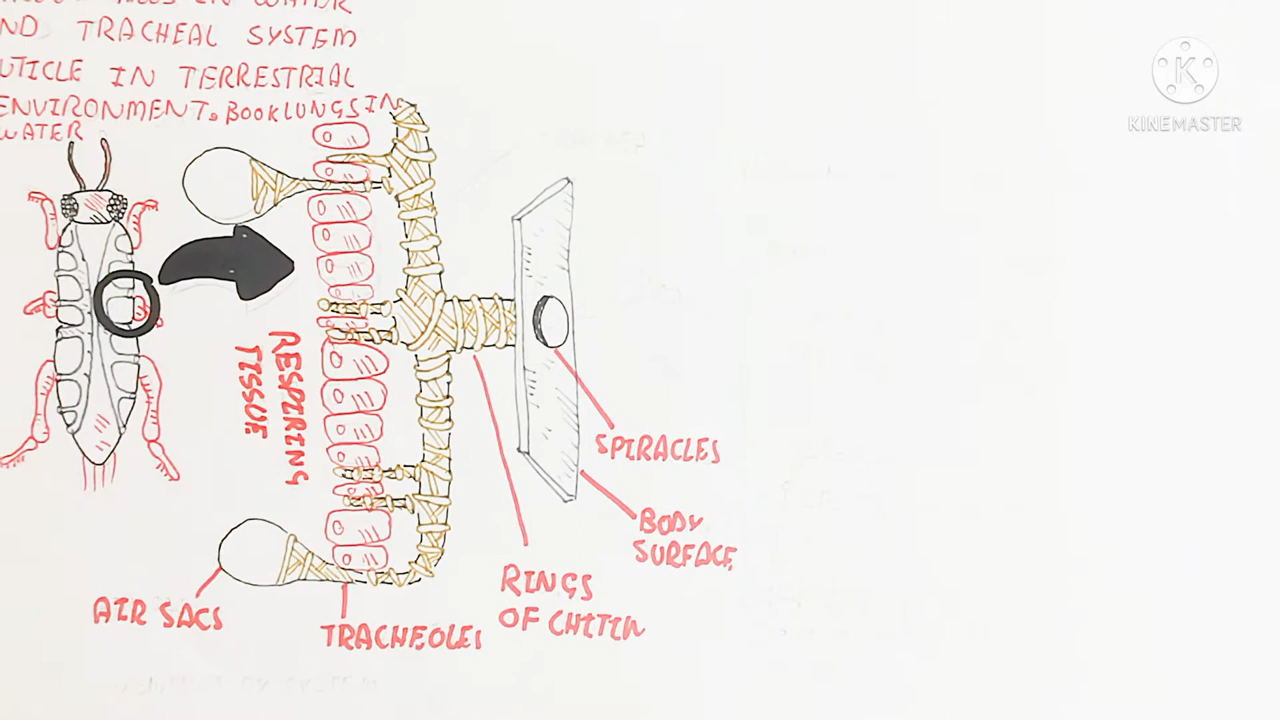 ND TRACHEAL SYSTEM
UTICLE IN TERRESTRIAL
ENVIRONMENT. BOOKLUNGS IN
WATER
RESPIRING
TISSUE
SPIRACLES
BODY
SURFACE
RINGS
OF CHITIN
AIR SACS
TRACHEOLES
K
KINEMASTER